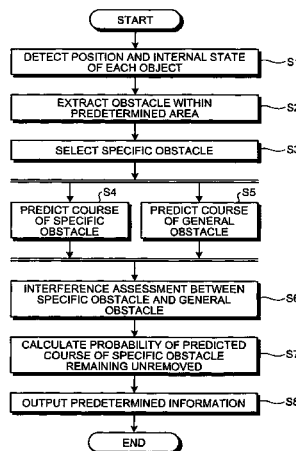 START
DETECT POSITION AND INTERNAL STATE
OF EACH OBJECT
S1
EXTRACT OBSTACLE WITHIN
PREDETERMINED AREA
S2
SELECT SPECIFIC OBSTACLE
S3
S4
S5
PREDICT COURSE
OF SPECIFIC
OBSTACLE
PREDICT COURSE
OF GENERAL
OBSTACLE
INTERFERENCE ASSESSMENT BETWEEN
SPECIFIC OBSTACLE AND GENERAL
OBSTACLE
S6
CALCULATE PROBABILITY OF PREDICTED
COURSE OF SPECIFIC OBSTACLE
REMAINING UNREMOVED
S7
OUTPUT PREDETERMINED INFORMATION
S8
END